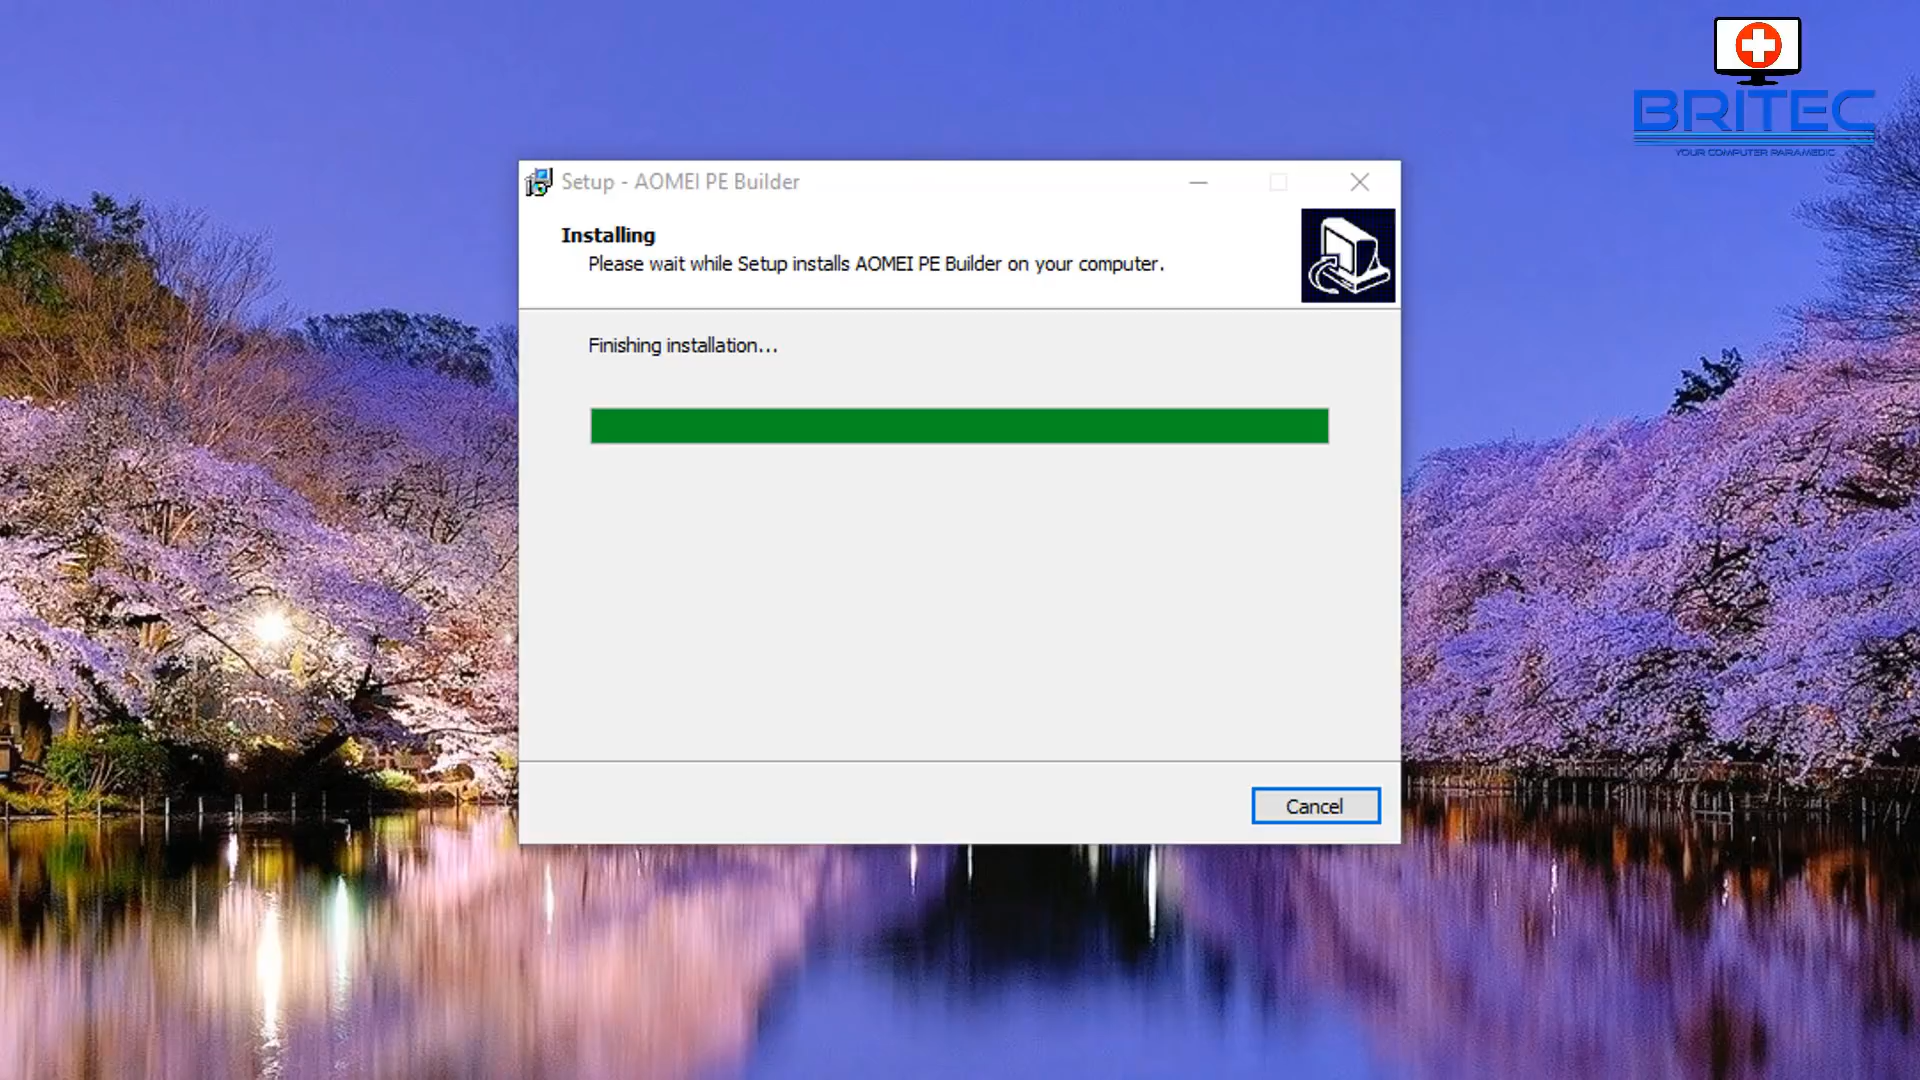 BRITEC
YOUR COMPUTER PARAMEDIC
Setup - AOMEI PE Builder
Installing
Please wait while Setup installs AOMEI PE Builder on your computer.
Finishing installation...
Cancel